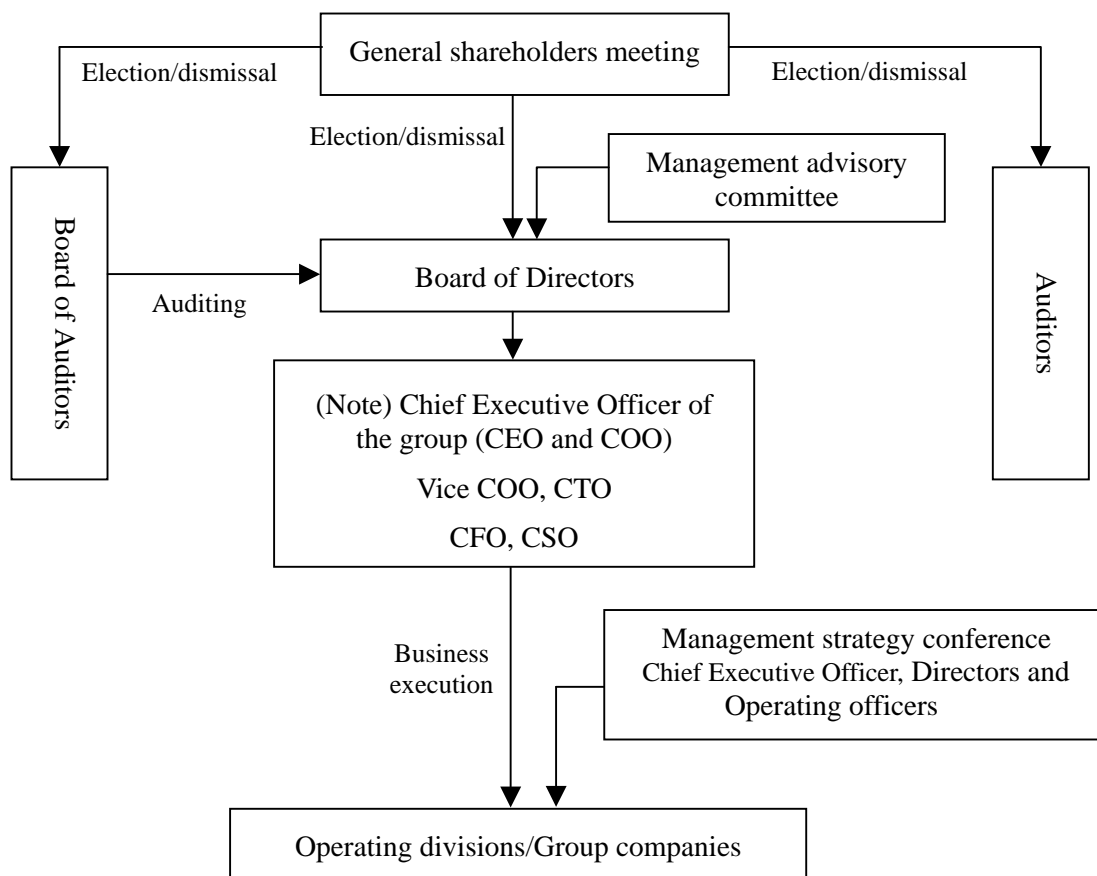 General shareholders meeting
Election/dismissal
Election/dismissal
Election/dismissal
Management advisory
committee
Board of Auditors
Auditing
Board of Directors
Auditors
(Note) Chief Executive Officer of
the group (CEO and COO)
Vice COO, CTO
CFO, CSO
Business
execution
Management strategy conference
Chief Executive Officer, Directors and
Operating officers
Operating divisions/Group companies